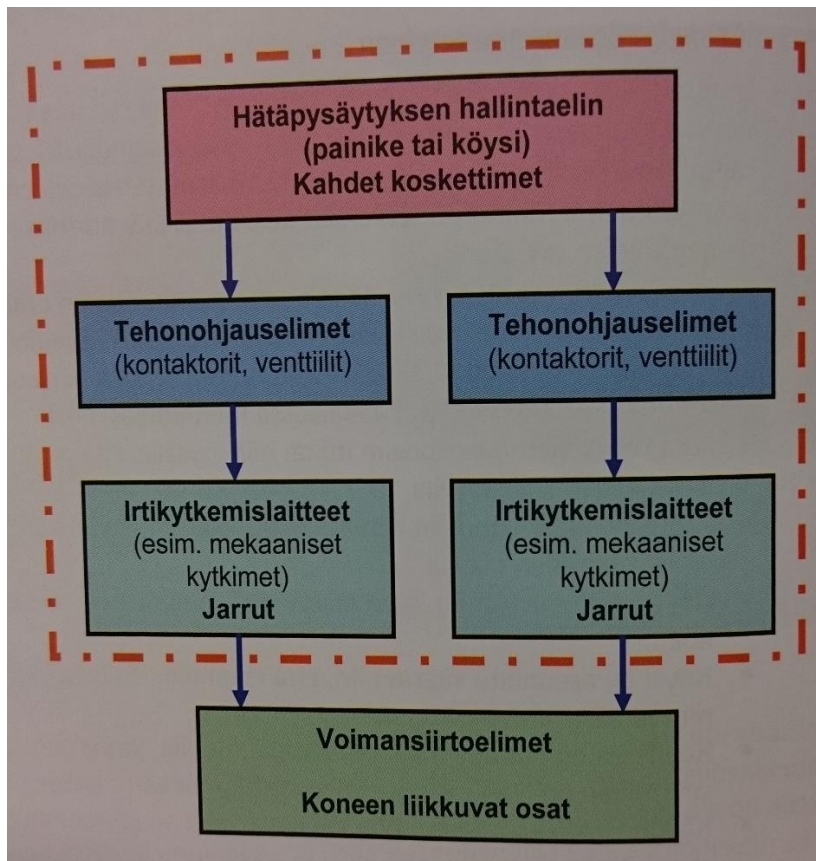 Hätäpysäytyksen hallintaelin
(painike tai köysi)
Kahdet koskettimet
Tehonohjauselimet
(kontaktorit, venttiilit)
Tehonohjauselimet
(kontaktorit, venttiilit)
Irtikytkemislaitteet
(esim. mekaaniset
kytkimet)
Jarrut
Irtikytkemislaitteet
(esim. mekaaniset
kytkimet)
Jarrut
Voimansiirtoelimet
Koneen liikkuvat osat